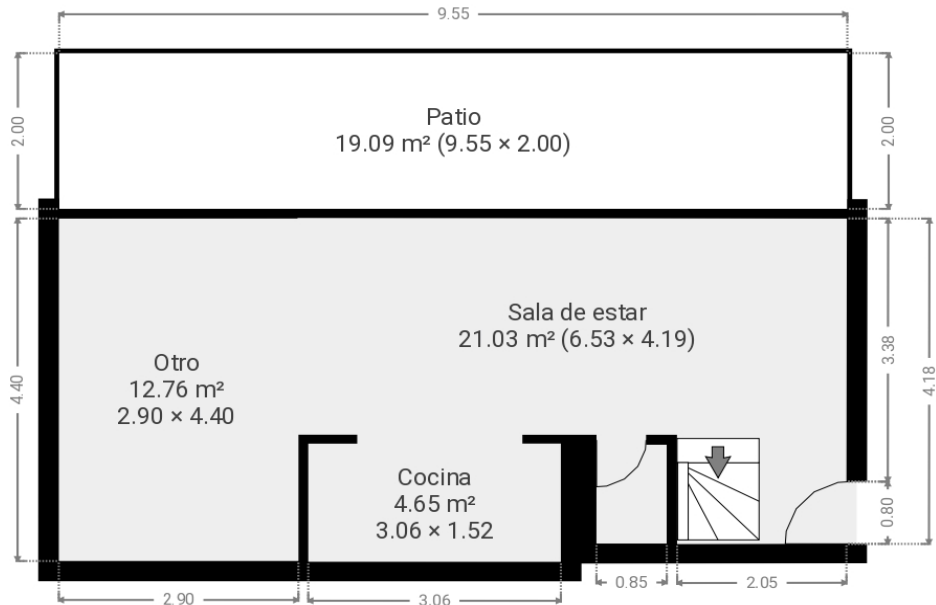 9.55
2.00
Patio
19.09 m² (9.55 × 2.00)
2.00
Sala de estar
21.03 m² (6.53 × 4.19)
3.38
4.18
4.40
Otro
12.76 m²
2.90 × 4.40
Cocina
4.65 m²
3.06 × 1.52
0.80
0.85
2.05
2.90
3.06